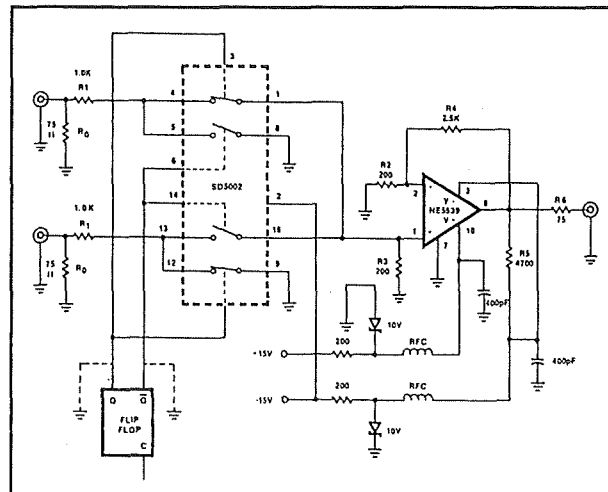 3
1.0K
R1
4
1
75
Ω
R0
5
8
6
SD5002
14
2
1.0K
R1
13
16
75
Ω
R0
12
9
R4
2.5K
R2
200
2
3
V
NE5539
V
8
R6
75
1
10
7
R3
200
R5
4700
400pF
10V
RFC
-15V
200
400pF
RFC
-15V
200
10V
Q
Q̅
FLIP
FLOP
C